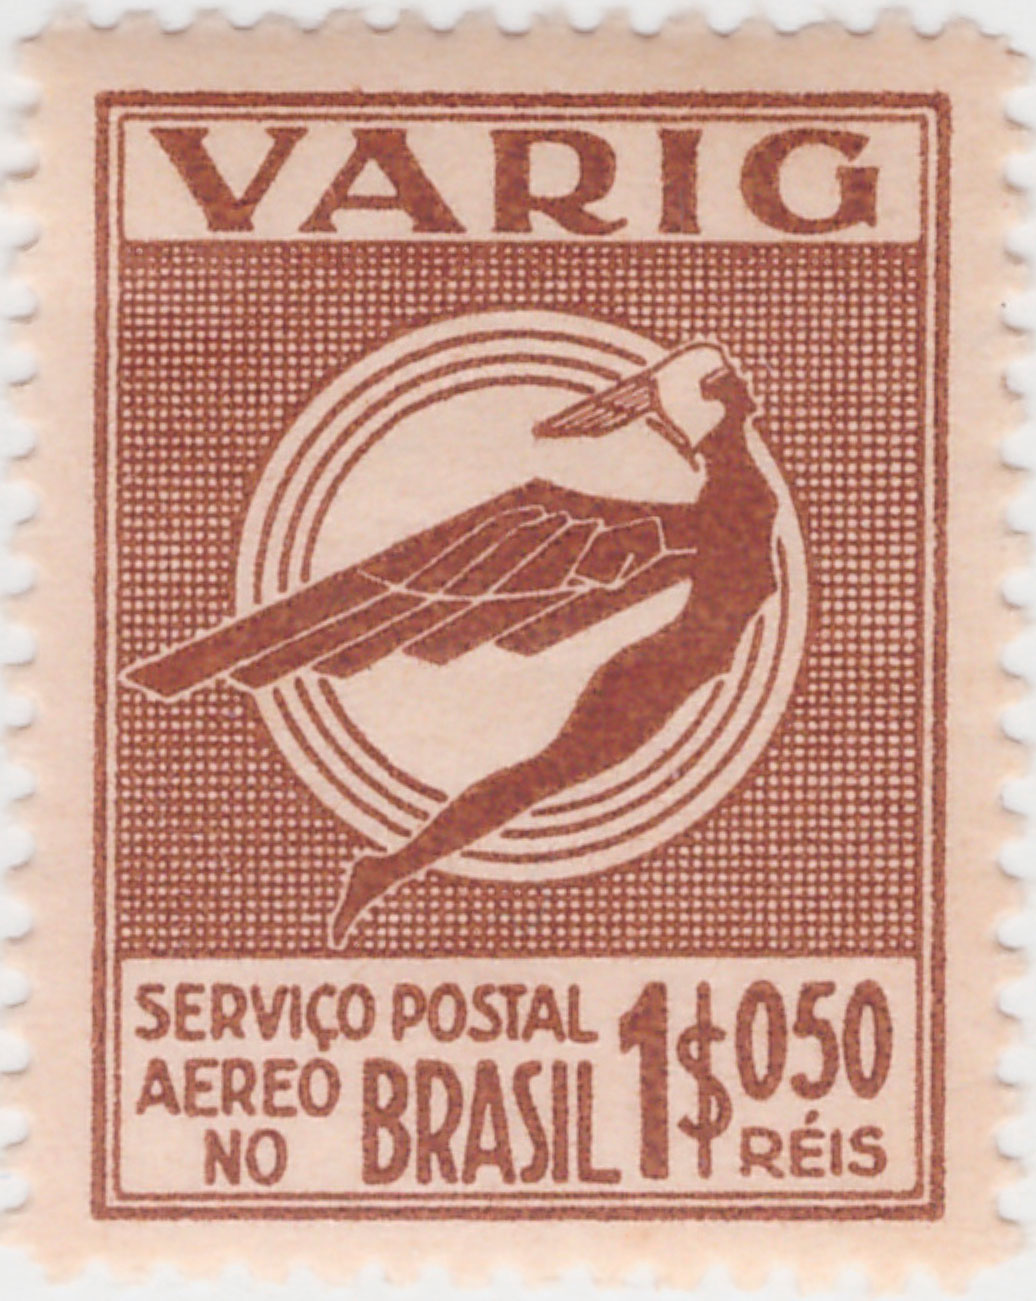 VARIG
SERVIÇO POSTAL
AEREO
NO
BRASIL
1$050
RÉIS